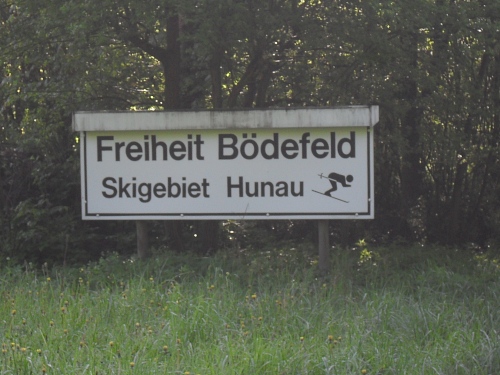 Freiheit Bödefeld
Skigebiet Hunau